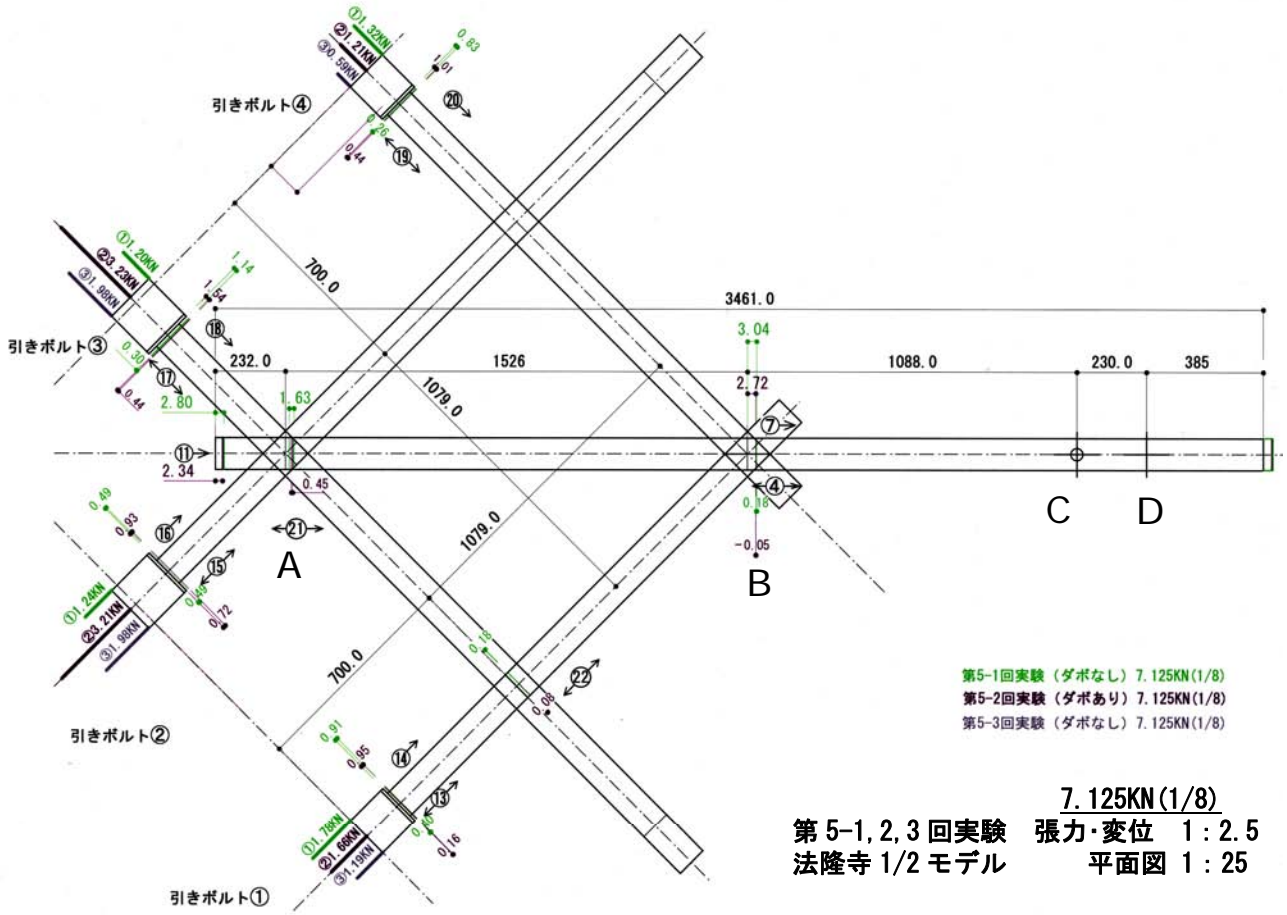 ①1.32KN
②1.21KN
③0.59KN
0.83
1.01
引きボルト④
⑳
0.26
0.44
⑲
①1.20KN
②3.23KN
③1.98KN
1.14
1.54
700.0
3461.0
3.04
引きボルト③
⑱
0.30
⑰
0.44
232.0
1526
1088.0
230.0
385
2.72
1079.0
1.63
2.80
⑦
⑪
2.34
0.45
④
0.49
0.93
⑯
㉑
0.18
C
D
1079.0
-0.05
A
B
⑮
①1.24KN
②3.21KN
③1.98KN
0.49
0.72
0.18
700.0
㉒
0.08
第5-1回実験（ダボなし）7.125KN(1/8)
第5-2回実験（ダボあり）7.125KN(1/8)
第5-3回実験（ダボなし）7.125KN(1/8)
引きボルト②
0.91
0.95
⑭
⑬
0.40
0.16
①1.78KN
②1.66KN
③1.19KN
7.125KN(1/8)
第5-1,2,3回実験　張力・変位　1：2.5
法隆寺1/2モデル　平面図　1：25
引きボルト①